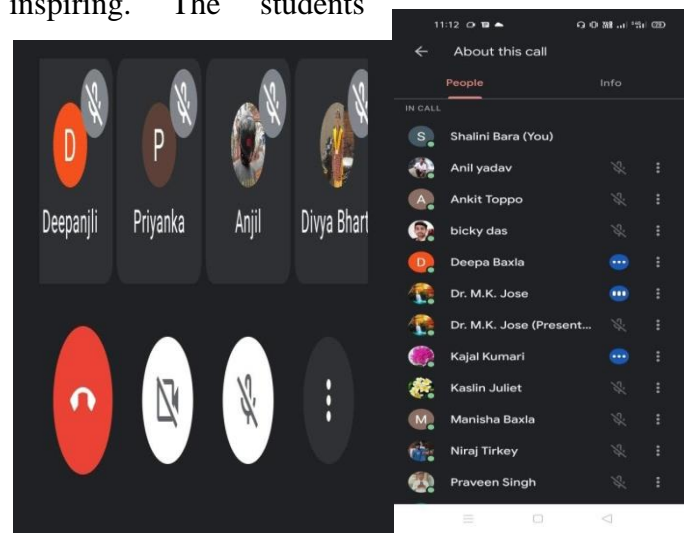 inspiring. The students
D
P
Deepanjli
Priyanka
Anjil
Divya Bhart
11:12
About this call
People
Info
IN CALL
S
Shalini Bara (You)
Anil yadav
A
Ankit Toppo
bicky das
D
Deepa Baxla
Dr. M.K. Jose
Dr. M.K. Jose (Present...
Kajal Kumari
Kaslin Juliet
M
Manisha Baxla
Niraj Tirkey
Praveen Singh